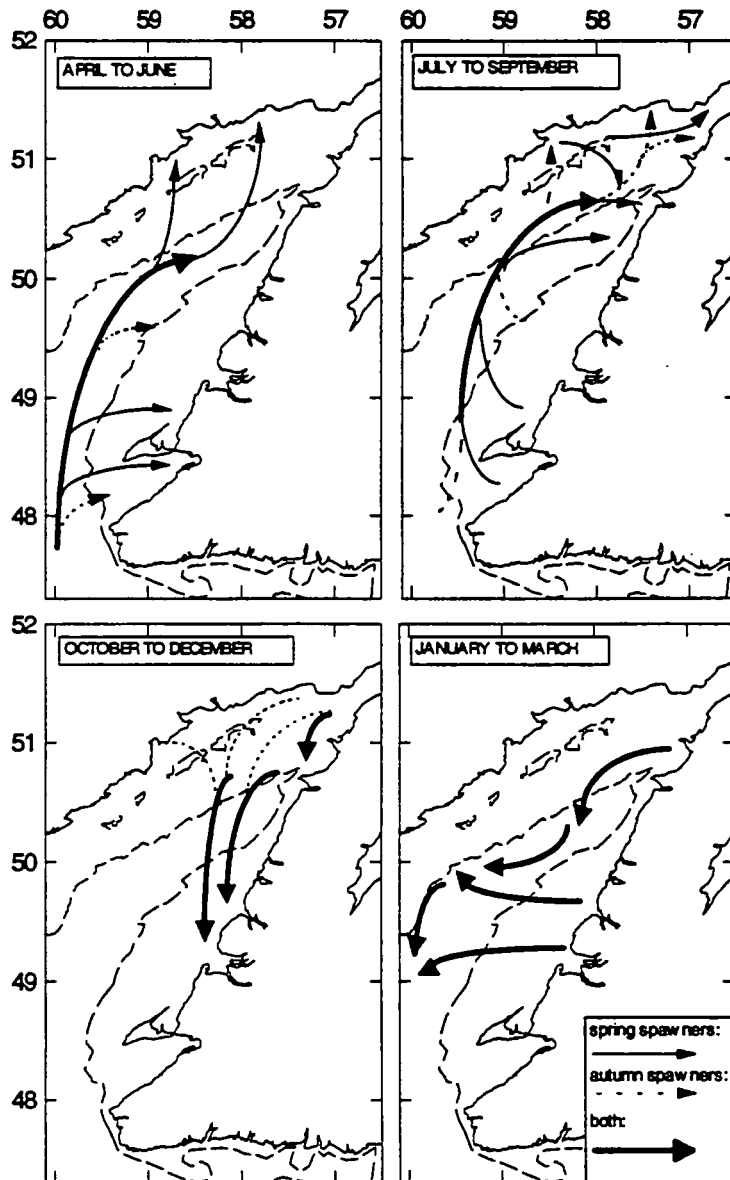 60 59 58 57
60 59 58 57
52
51
50
49
48
APRIL TO JUNE
JULY TO SEPTEMBER
52
51
50
49
48
OCTOBER TO DECEMBER
JANUARY TO MARCH
spring spawners:
autumn spawners:
both: